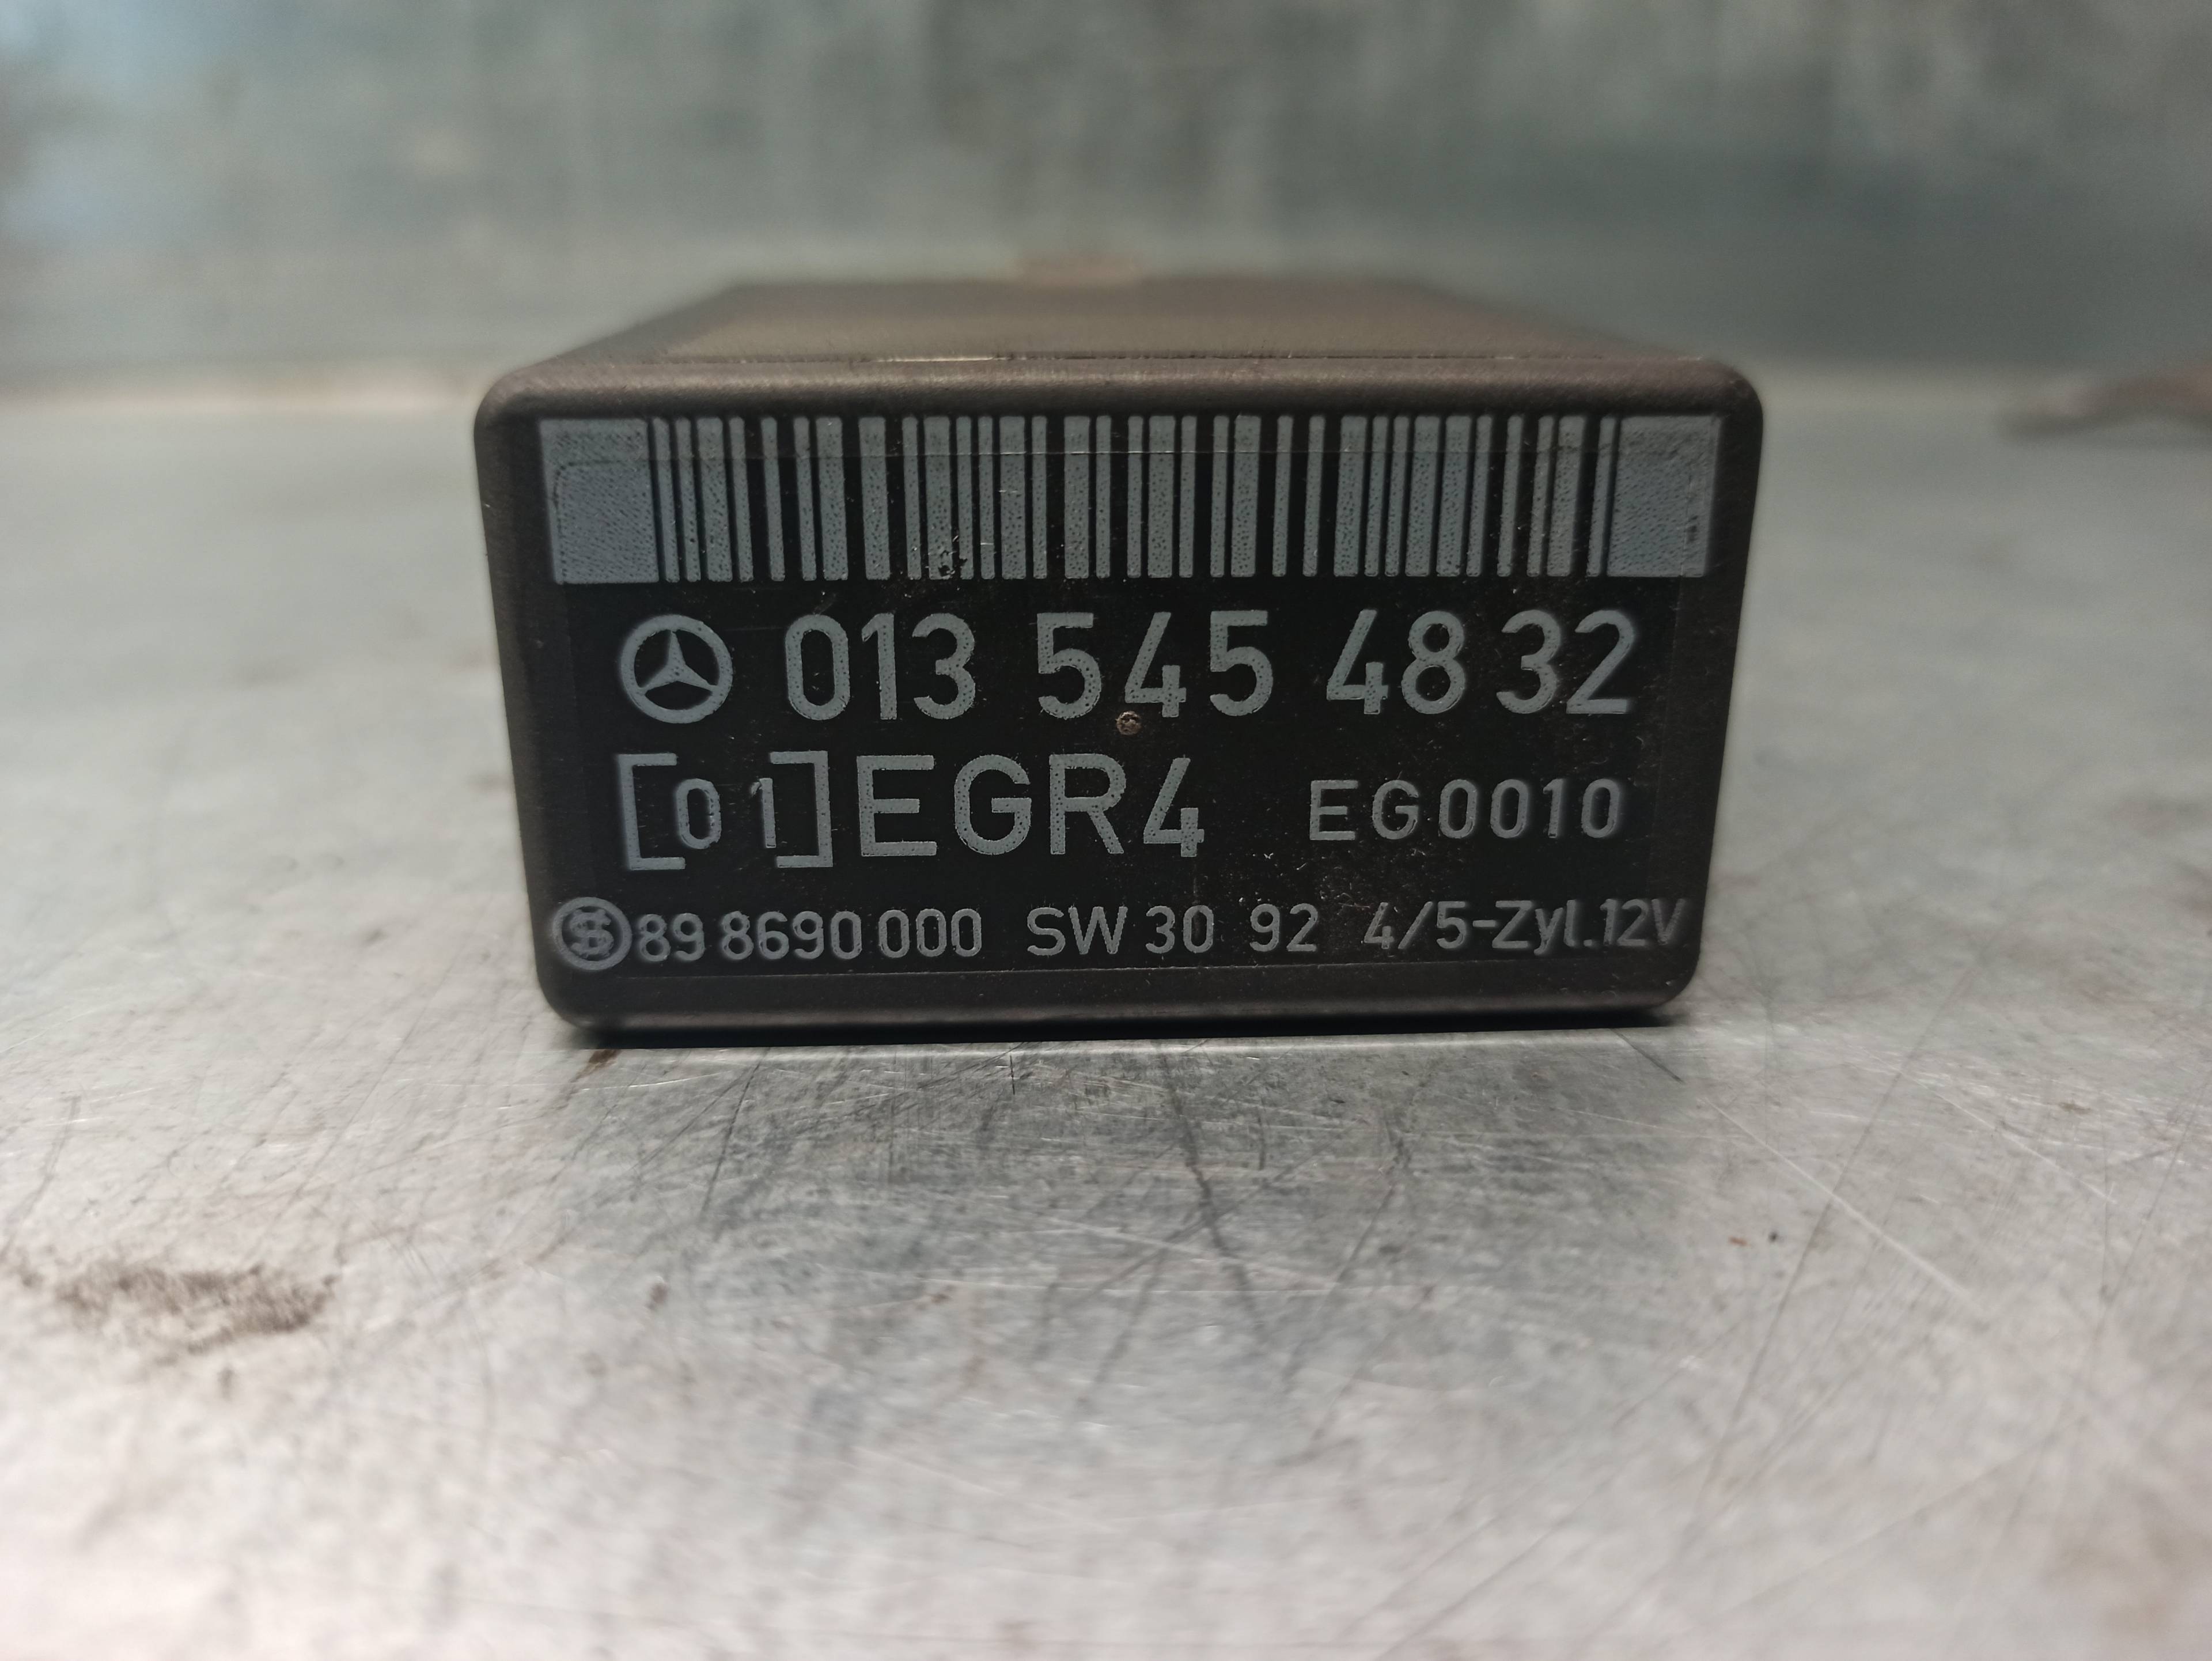 013 545 48 32
[01] EGR4 EG0010
89 8690 000 SW 30 92 4/5-Zyl.12V